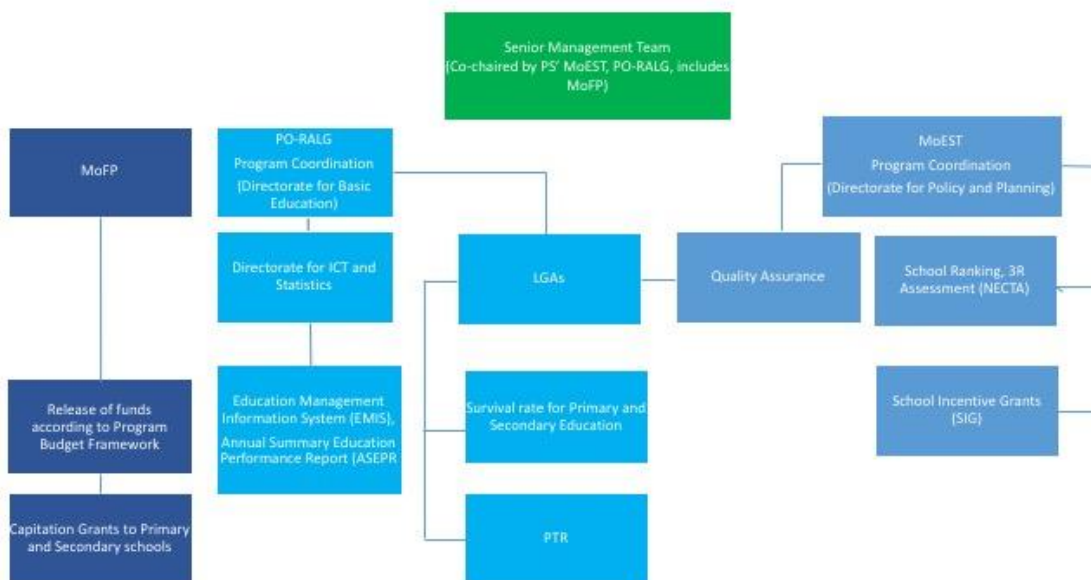 Senior Management Team
(Co-chaired by PS' MoEST, PO-RALG, includes
MoFP)
MoFP
PO-RALG
Program Coordination
(Directorate for Basic
Education)
MoEST
Program Coordination
(Directorate for Policy and Planning)
Directorate for ICT and
Statistics
LGAs
Quality Assurance
School Ranking, 3R
Assessment (NECTA)
Release of funds
according to Program
Budget Framework
Education Management
Information System (EMIS),
Annual Summary Education
Performance Report (ASEPR
Survival rate for Primary and
Secondary Education
School Incentive Grants
(SIG)
Capitation Grants to Primary
and Secondary schools
PTR